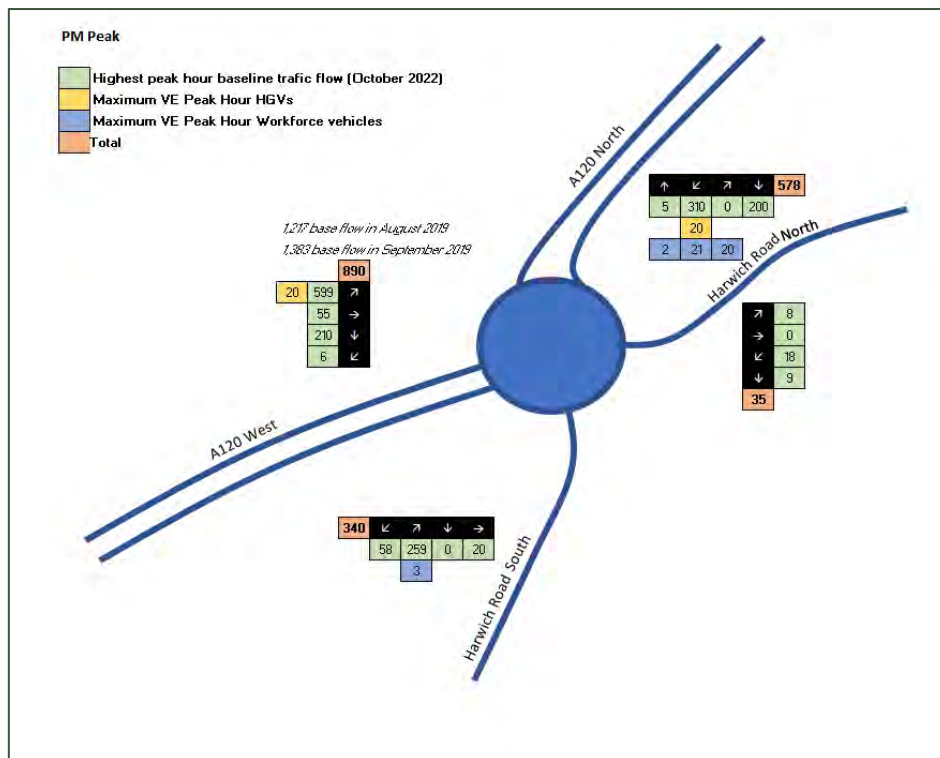 PM Peak
Highest peak hour baseline trafic flow (October 2022)
Maximum VE Peak Hour HGVs
Maximum VE Peak Hour Workforce vehicles
Total
A120 North
↑ ↙ ↗ ↓ 578
5 310 0 200
20
2 21 20
Harwich Road North
1,217 base flow in August 2019
1,383 base flow in September 2019
890
20 599 ↗
55 →
210 ↓
6 ↙
↗ 8
→ 0
↙ 18
↓ 9
35
A120 West
340 ↙ ↗ ↓ →
58 259 0 20
3
Harwich Road South